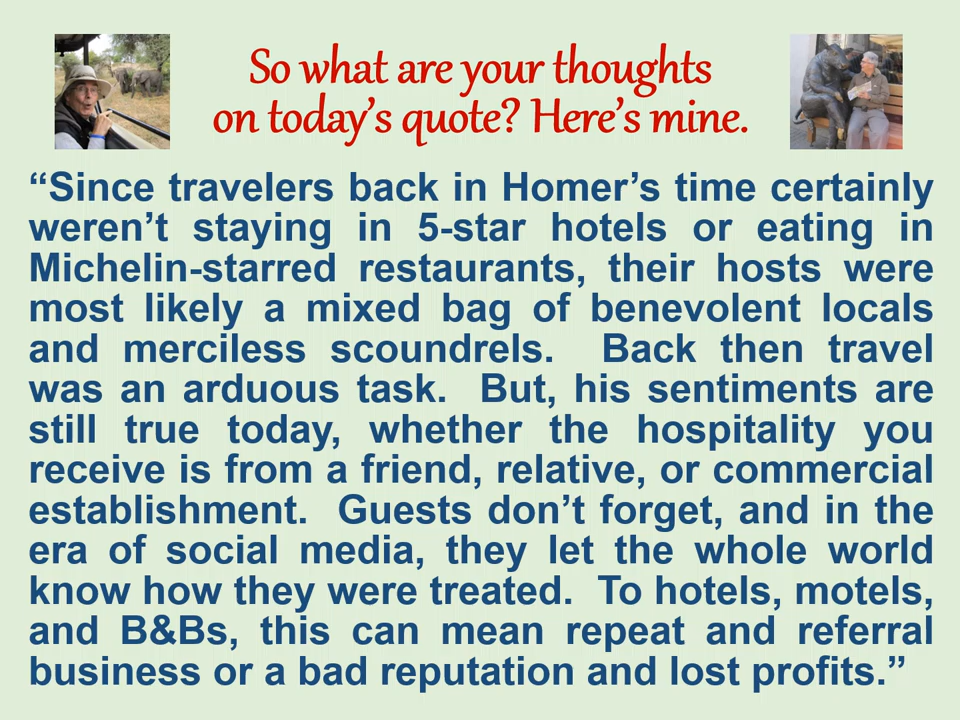 So what are your thoughts
on today’s quote? Here’s mine.
“Since travelers back in Homer’s time certainly
weren’t staying in 5-star hotels or eating in
Michelin-starred restaurants, their hosts were
most likely a mixed bag of benevolent locals
and merciless scoundrels.  Back then travel
was an arduous task.  But, his sentiments are
still true today, whether the hospitality you
receive is from a friend, relative, or commercial
establishment.  Guests don’t forget, and in the
era of social media, they let the whole world
know how they were treated.  To hotels, motels,
and B&Bs, this can mean repeat and referral
business or a bad reputation and lost profits.”